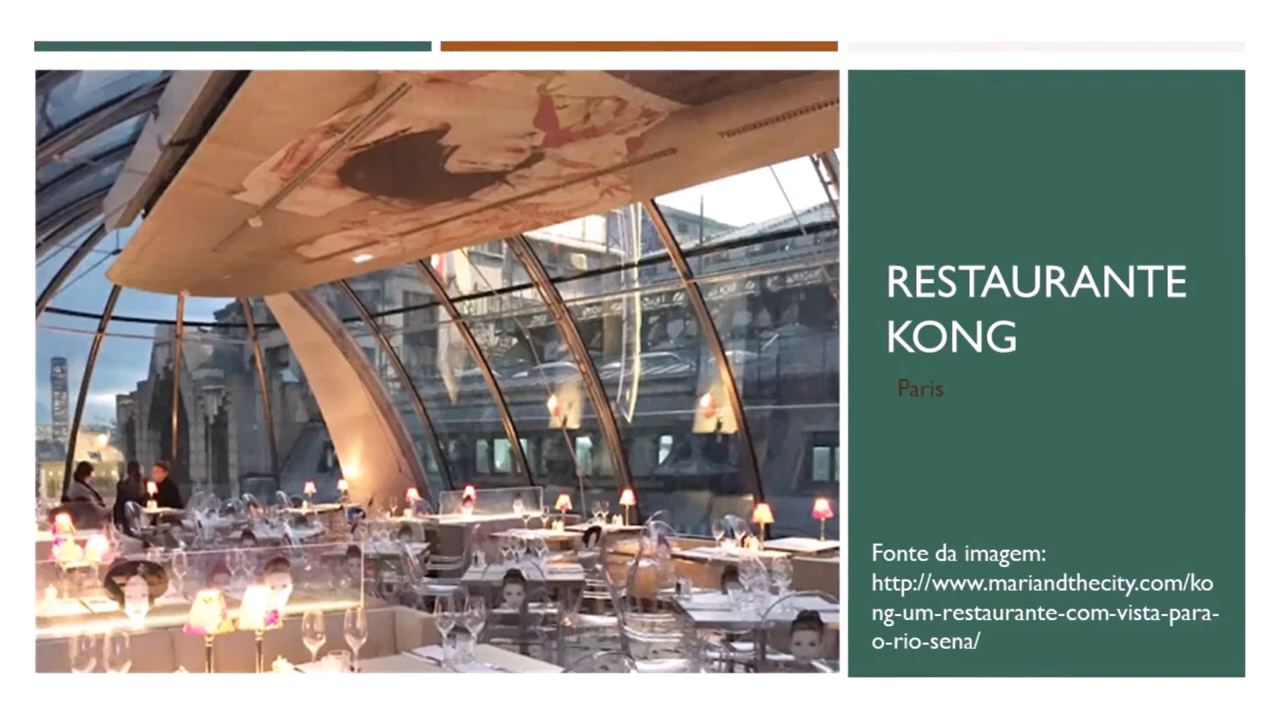 RESTAURANTE
KONG
Paris
Fonte da imagem:
http://www.mariandthecity.com/ko
ng-um-restaurante-com-vista-para-
o-rio-sena/